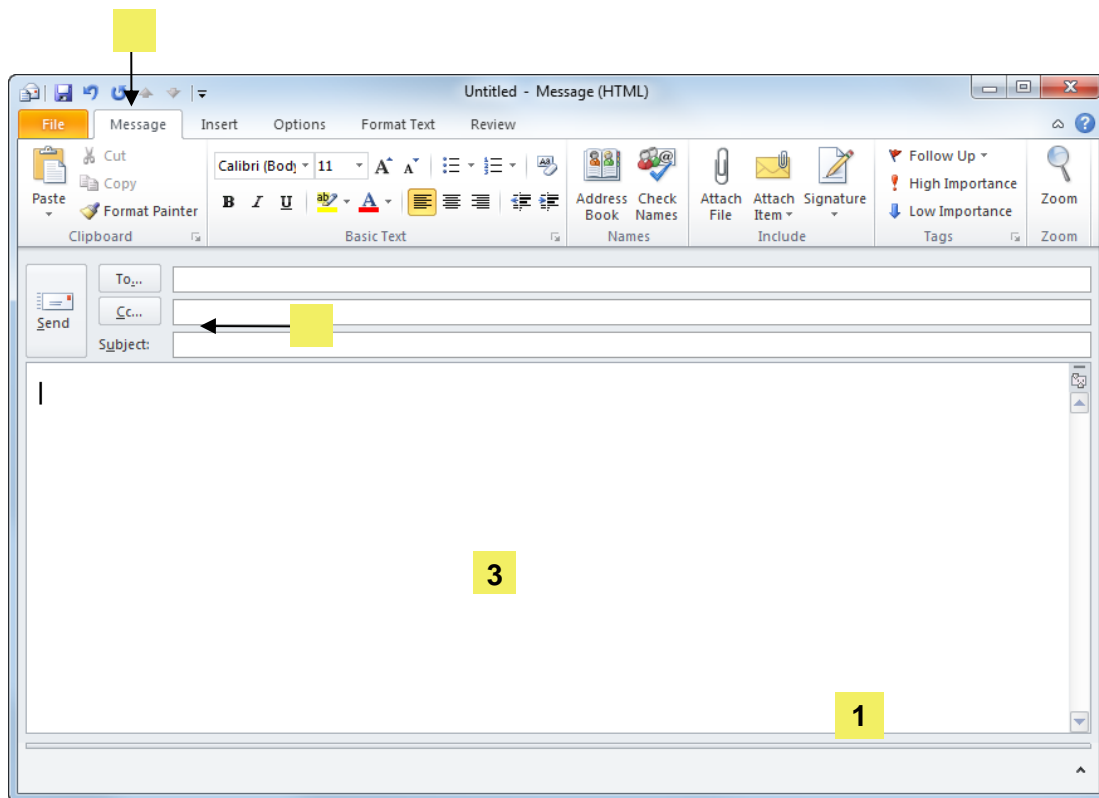 Untitled - Message (HTML)
File Message Insert Options Format Text Review
Paste
Cut
Copy
Format Painter
Clipboard
Calibri (Body 11
B I U
Basic Text
Address Book
Check Names
Names
Attach File
Attach Item
Signature
Include
Follow Up
High Importance
Low Importance
Tags
Zoom
Zoom
Send
To...
Cc...
Subject:
3
1